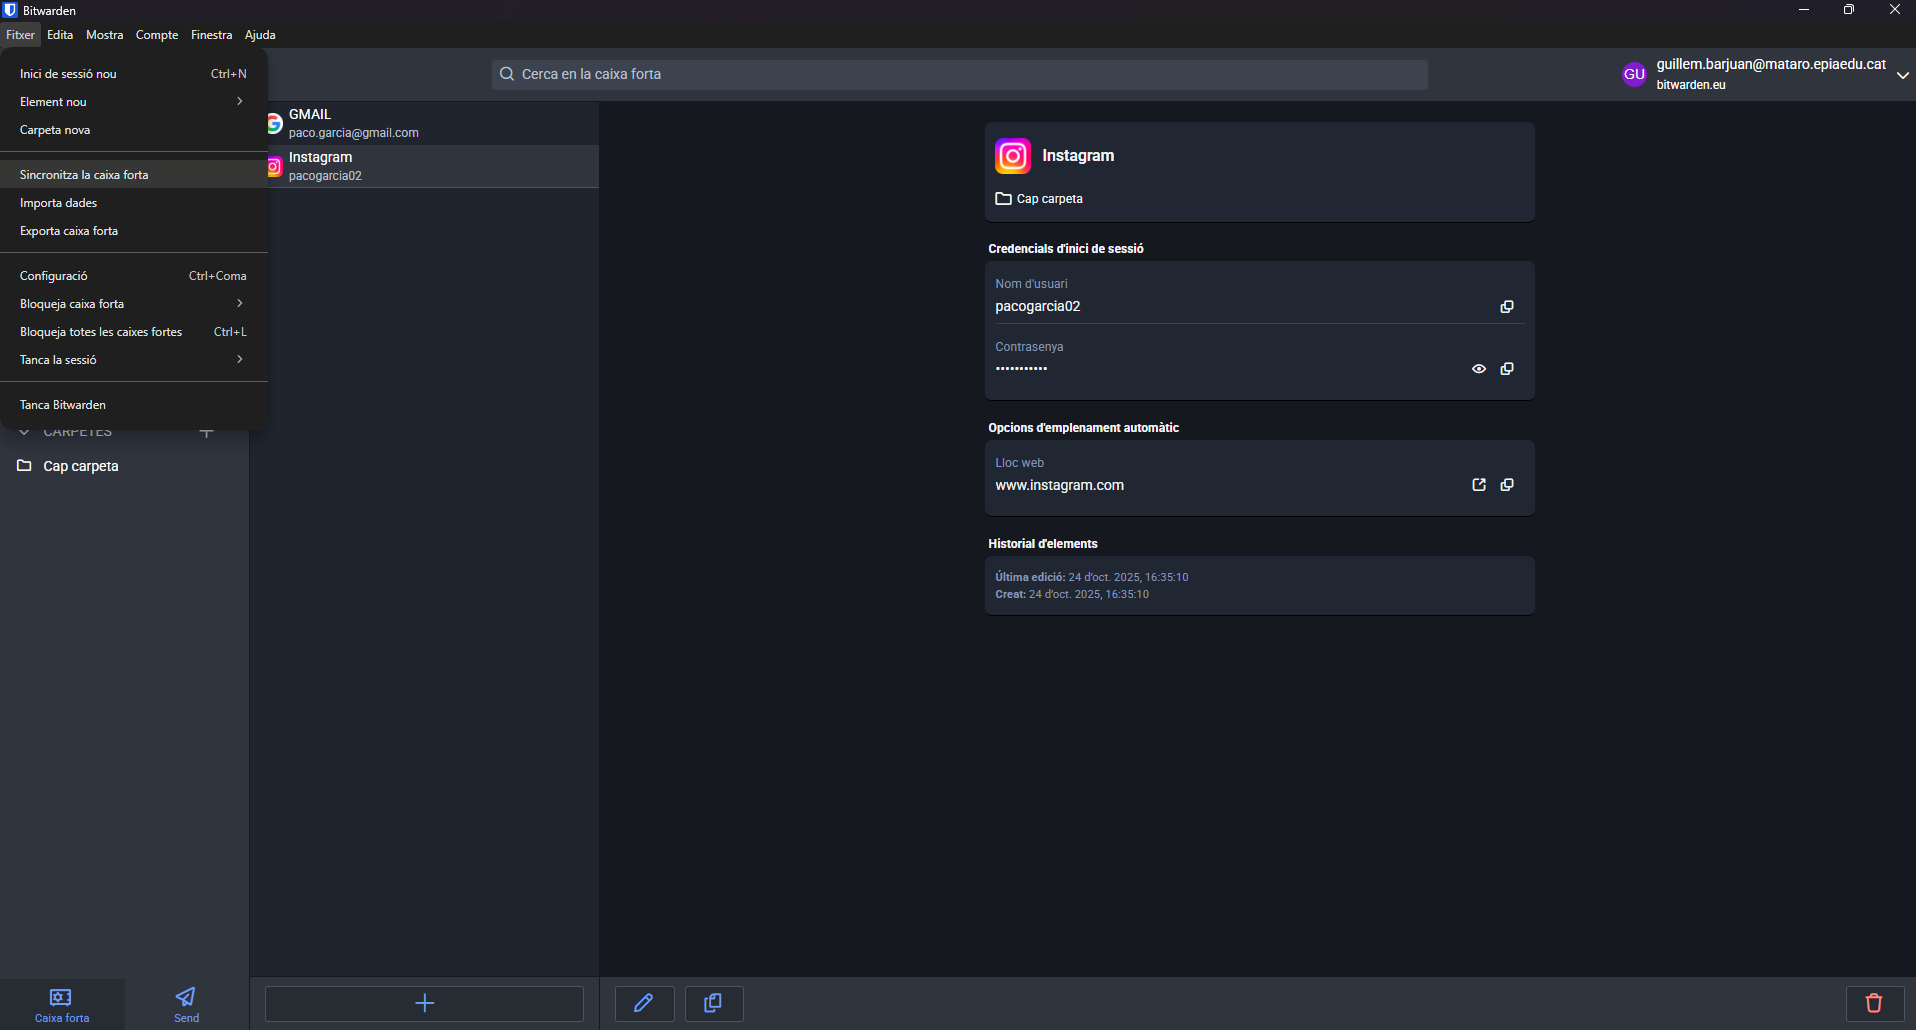 Bitwarden
Fitxer Edita Mostra Compte Finestra Ajuda
Inici de sessió nou Ctrl+N
Element nou
Carpeta nova
Sincronitza la caixa forta
Importa dades
Exporta caixa forta
Configuració Ctrl+Coma
Bloqueja caixa forta
Bloqueja totes les caixes fortes Ctrl+L
Tanca la sessió
Tanca Bitwarden
CARPETES
Cap carpeta
Caixa forta
Send
Cerca en la caixa forta
GU
guillem.barjuan@mataro.epiaedu.cat
bitwarden.eu
GMAIL
paco.garcia@gmail.com
Instagram
pacogarcia02
Instagram
Cap carpeta
Credencials d'inici de sessió
Nom d'usuari
pacogarcia02
Contrasenya
•••••••••••
Opcions d'emplenament automàtic
Lloc web
www.instagram.com
Historial d'elements
Última edició: 24 d'oct. 2025, 16:35:10
Creat: 24 d'oct. 2025, 16:35:10